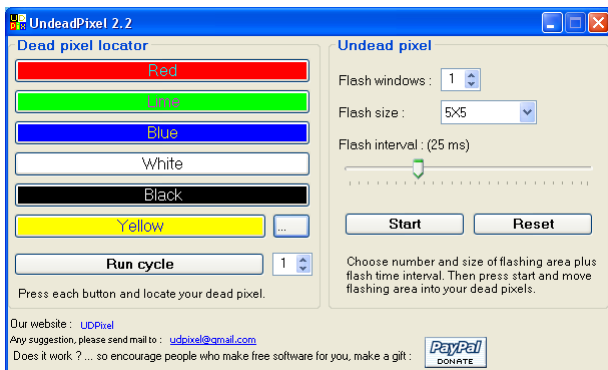 UndeadPixel 2.2
Dead pixel locator
Red
Lime
Blue
White
Black
Yellow
...
Run cycle
1
Press each button and locate your dead pixel.
Undead pixel
Flash windows :
1
Flash size :
5X5
Flash interval : (25 ms)
Start
Reset
Choose number and size of flashing area plus
flash time interval. Then press start and move
flashing area into your dead pixels.
Our website : UDPixel
Any suggestion, please send mail to : udpixel@gmail.com
Does it work ? ... so encourage people who make free software for you, make a gift :
PayPal
DONATE